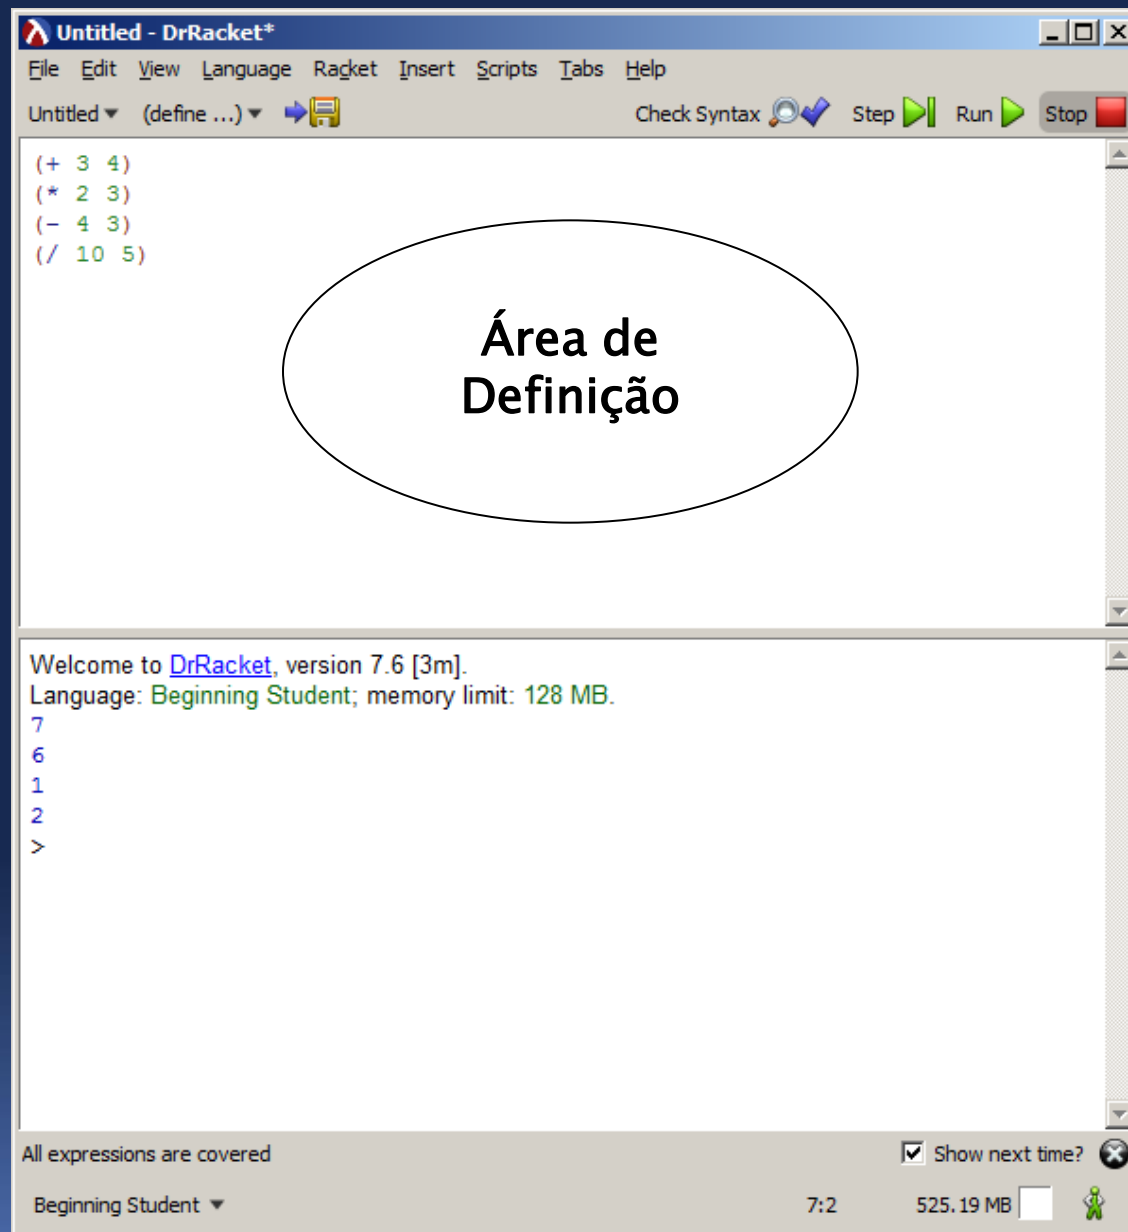 Untitled - DrRacket*
File Edit View Language Racket Insert Scripts Tabs Help
Untitled (define ...) Check Syntax Step Run Stop
(+ 3 4)
(* 2 3)
(- 4 3)
(/ 10 5)
Área de
Definição
Welcome to DrRacket, version 7.6 [3m].
Language: Beginning Student; memory limit: 128 MB.
7
6
1
2
>
All expressions are covered Show next time?
Beginning Student 7:2 525.19 MB